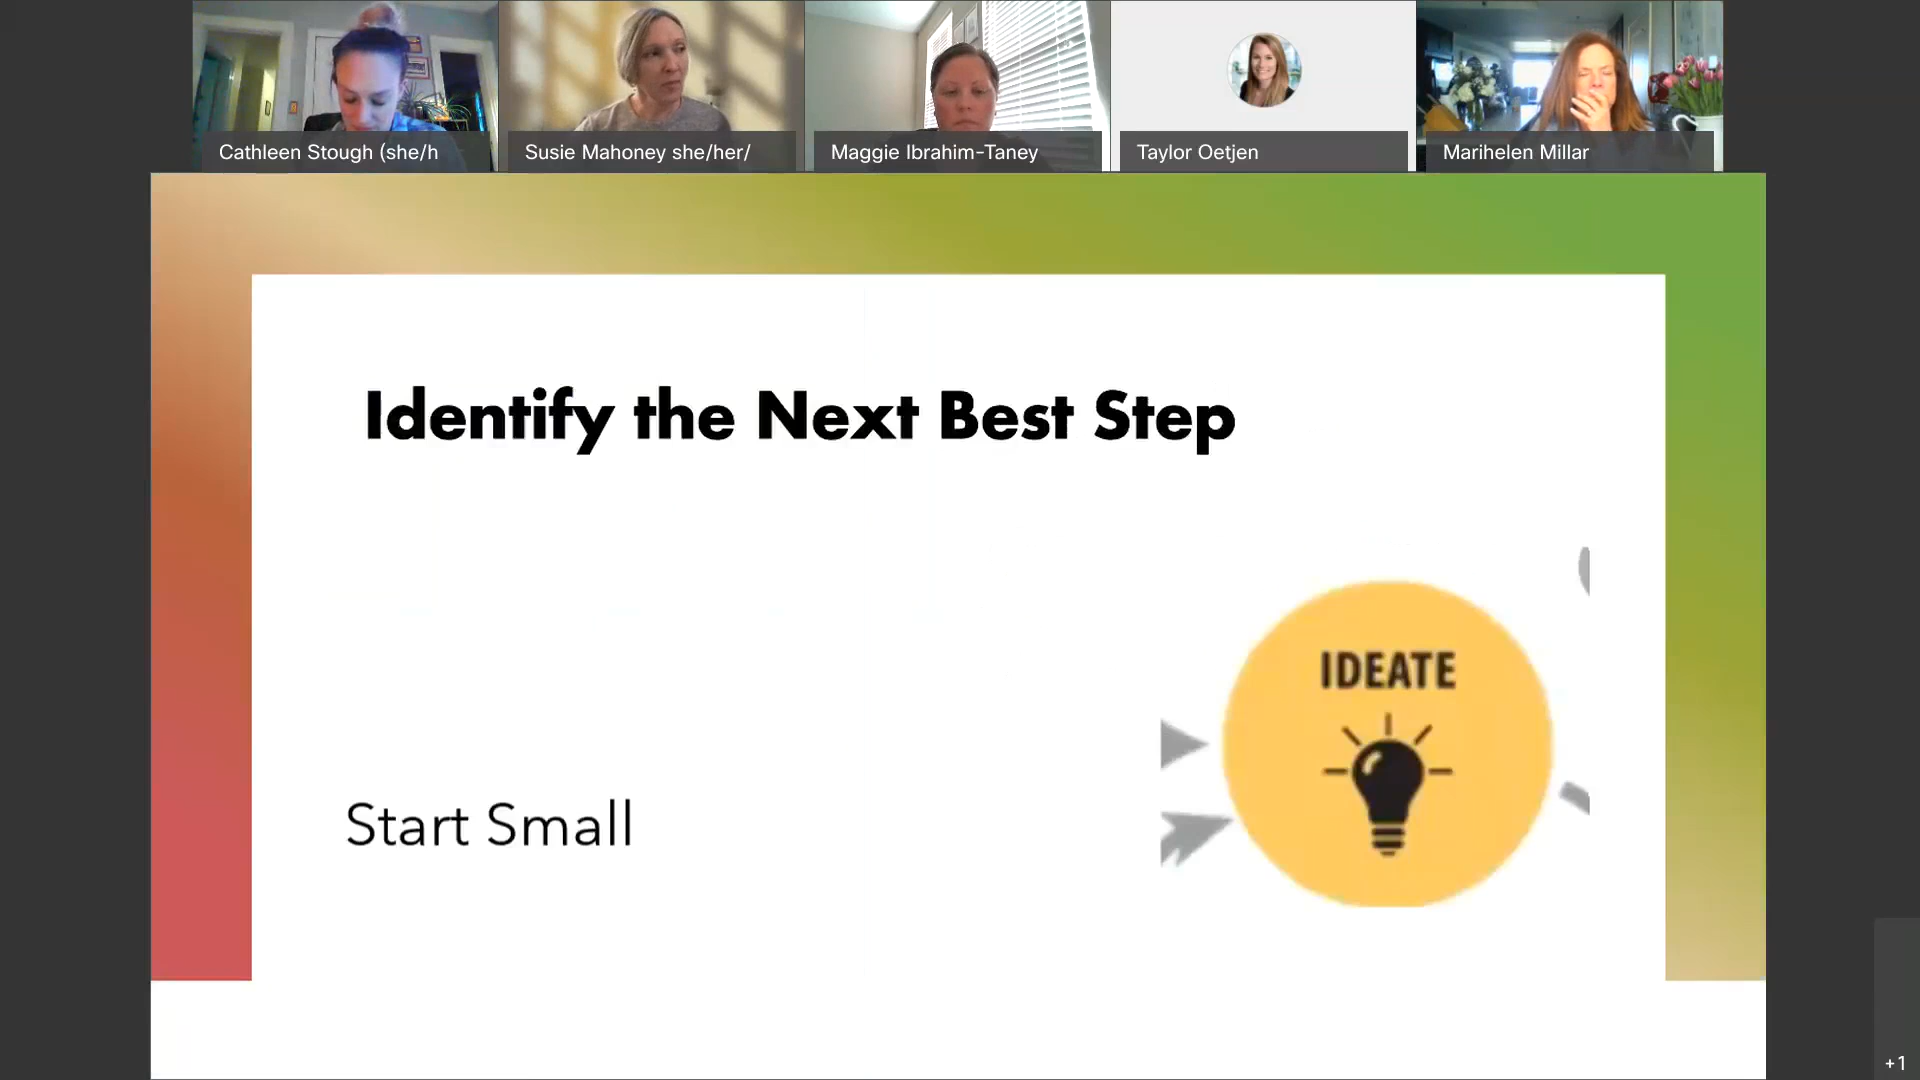 Cathleen Stough (she/h
Susie Mahoney she/her/
Maggie Ibrahim-Taney
Taylor Oetjen
Marihelen Millar
Identify the Next Best Step
IDEATE
Start Small
+1